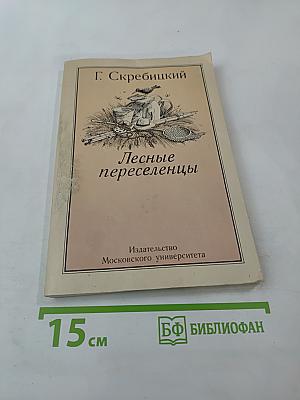 Г. Скребицкий
Лесные
переселенцы
Издательство
Московского университета
15 см
БФ БИБЛИОФАН